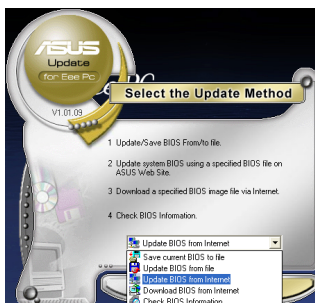 ASUS
Update
for Eee Pc
V1.01.09
Select the Update Method
1 Update/Save BIOS From/to file.
2 Update system BIOS using a specified BIOS file on
ASUS Web Site.
3 Download a specified BIOS image file via Internet.
4 Check BIOS Information.
Update BIOS from Internet
Save current BIOS to file
Update BIOS from file
Update BIOS from Internet
Download BIOS from Internet
Check BIOS Information